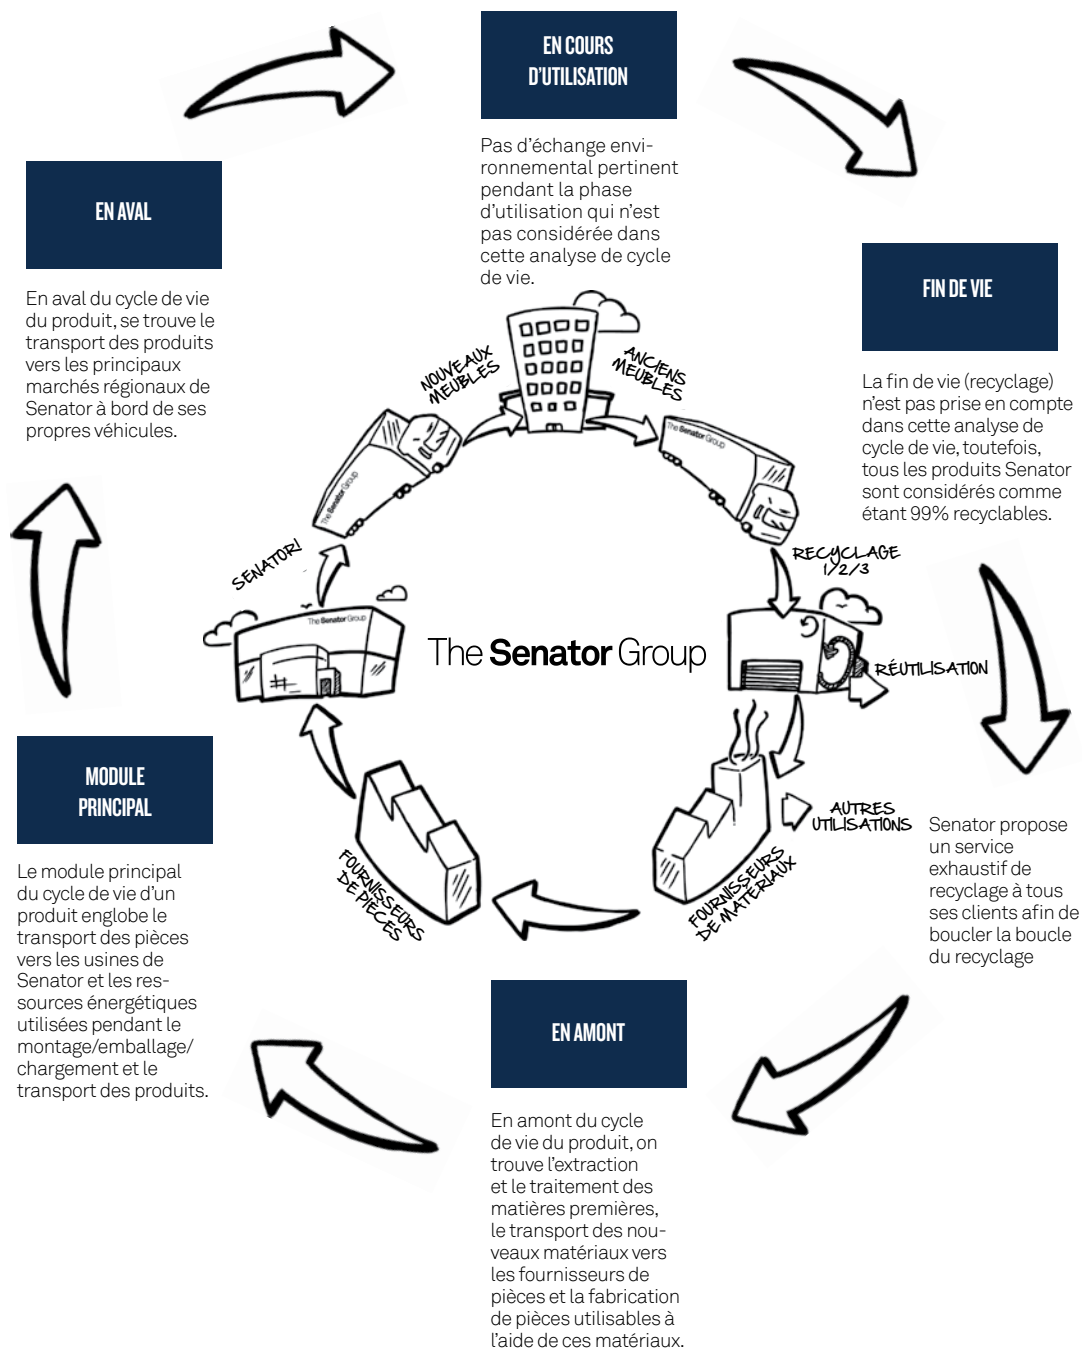 EN COURS
D'UTILISATION
Pas d'échange envi-
ronnemental pertinent
pendant la phase
d'utilisation qui n'est
pas considérée dans
cette analyse de cycle
de vie.
EN AVAL
En aval du cycle de vie
du produit, se trouve le
transport des produits
vers les principaux
marchés régionaux de
Senator à bord de ses
propres véhicules.
FIN DE VIE
La fin de vie (recyclage)
n'est pas prise en compte
dans cette analyse de
cycle de vie, toutefois,
tous les produits Senator
sont considérés comme
étant 99% recyclables.
NOUVEAUX
MEUBLES
ANCIENS
MEUBLES
The Senator Group
The Senator Group
SENATOR!
RECYCLAGE
1/2/3
The Senator Group
The Senator Group
RÉUTILISATION
AUTRES
UTILISATIONS
FOURNISSEURS
DE PIÈCES
FOURNISSEURS
DE MATÉRIAUX
Senator propose
un service
exhaustif de
recyclage à tous
ses clients afin de
boucler la boucle
du recyclage
MODULE
PRINCIPAL
Le module principal
du cycle de vie d'un
produit englobe le
transport des pièces
vers les usines de
Senator et les res-
sources énergétiques
utilisées pendant le
montage/emballage/
chargement et le
transport des produits.
EN AMONT
En amont du cycle
de vie du produit, on
trouve l'extraction
et le traitement des
matières premières,
le transport des nou-
veaux matériaux vers
les fournisseurs de
pièces et la fabrication
de pièces utilisables à
l'aide de ces matériaux.